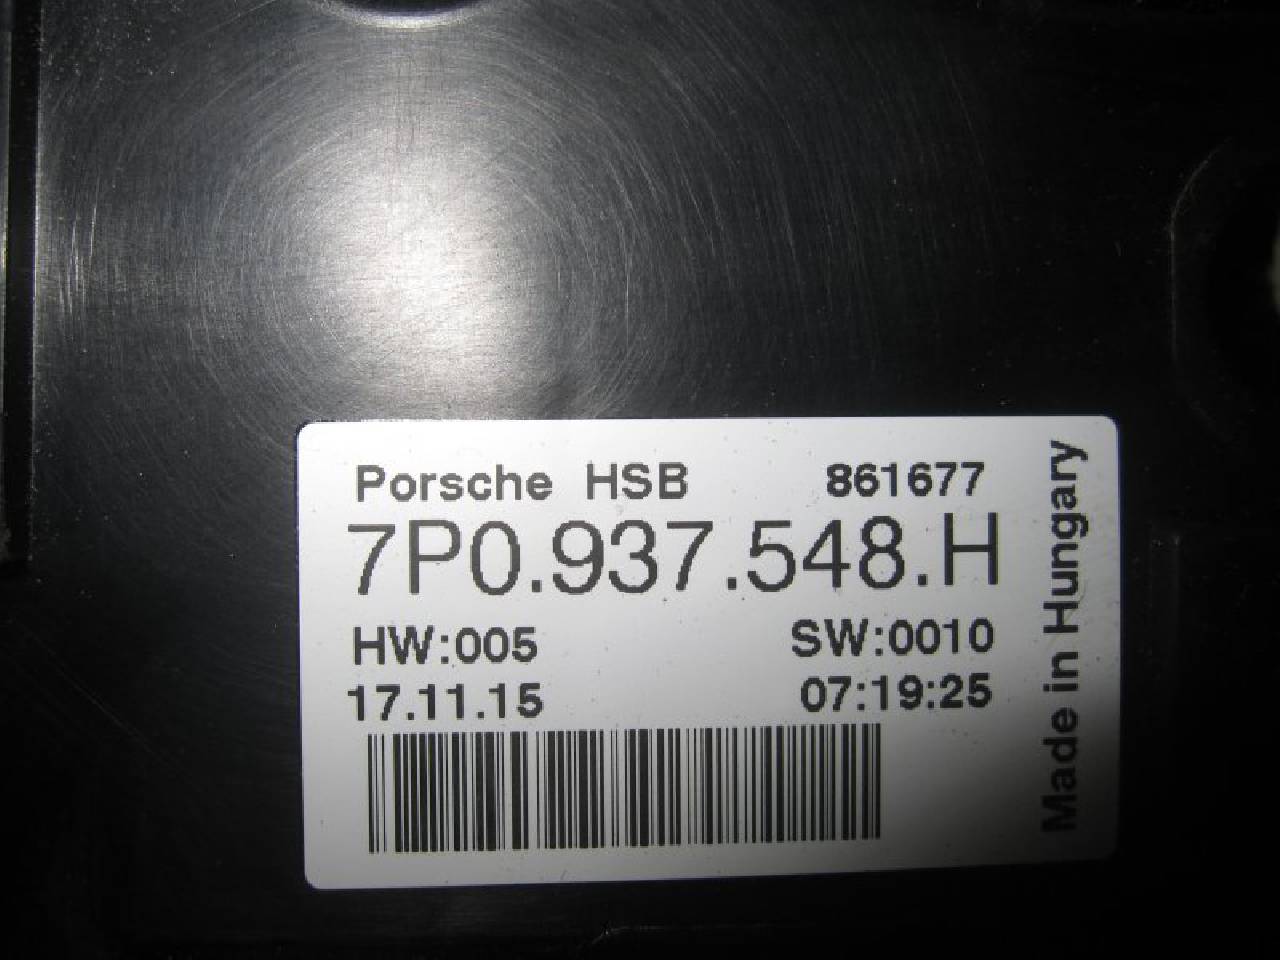 Porsche HSB 861677
7P0.937.548.H
HW:005 SW:0010
17.11.15 07:19:25
Made in Hungary